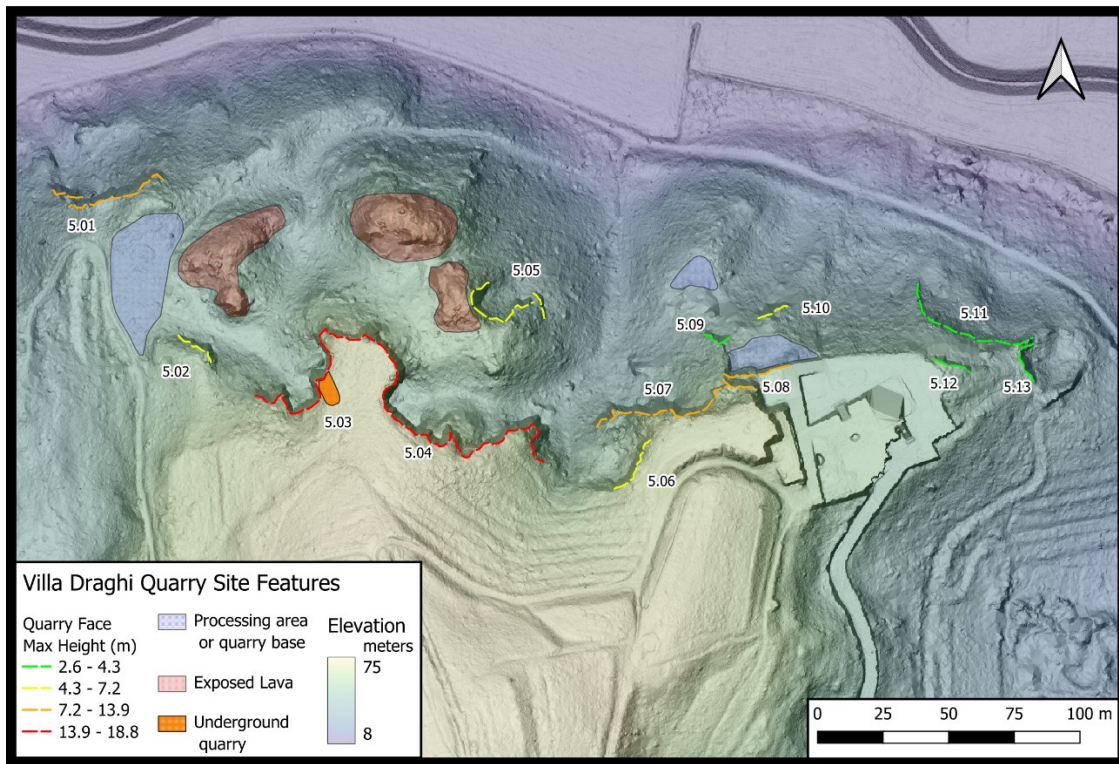 5.01
5.05
5.10
5.11
5.09
5.02
5.07
5.08
5.12
5.13
5.03
5.04
5.06
Villa Draghi Quarry Site Features
Quarry Face
Max Height (m)
2.6 - 4.3
4.3 - 7.2
7.2 - 13.9
13.9 - 18.8
Processing area
or quarry base
Exposed Lava
Underground
quarry
Elevation
meters
75
8
0 25 50 75 100 m